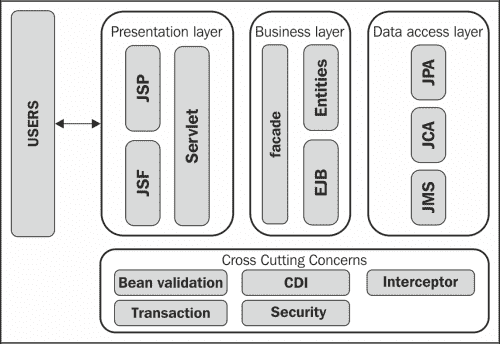 USERS
Presentation layer
JSP
JSF
Servlet
Business layer
facade
Entities
EJB
Data access layer
JPA
JCA
JMS
Cross Cutting Concerns
Bean validation
CDI
Interceptor
Transaction
Security